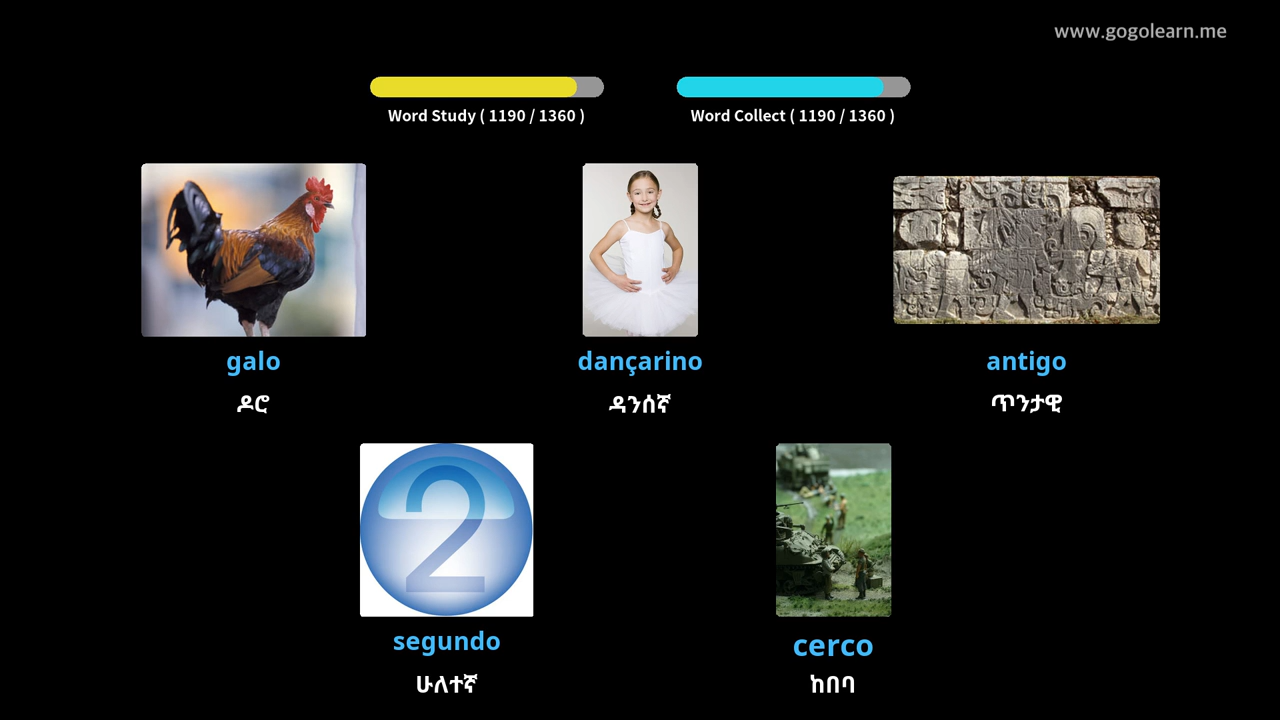 www.gogolearn.me
Word Study ( 1190 / 1360 )
Word Collect ( 1190 / 1360 )
galo
dançarino
antigo
ዶሮ
ዳንሰኛ
ጥንታዊ
2
segundo
cerco
ሁለተኛ
ከበባ